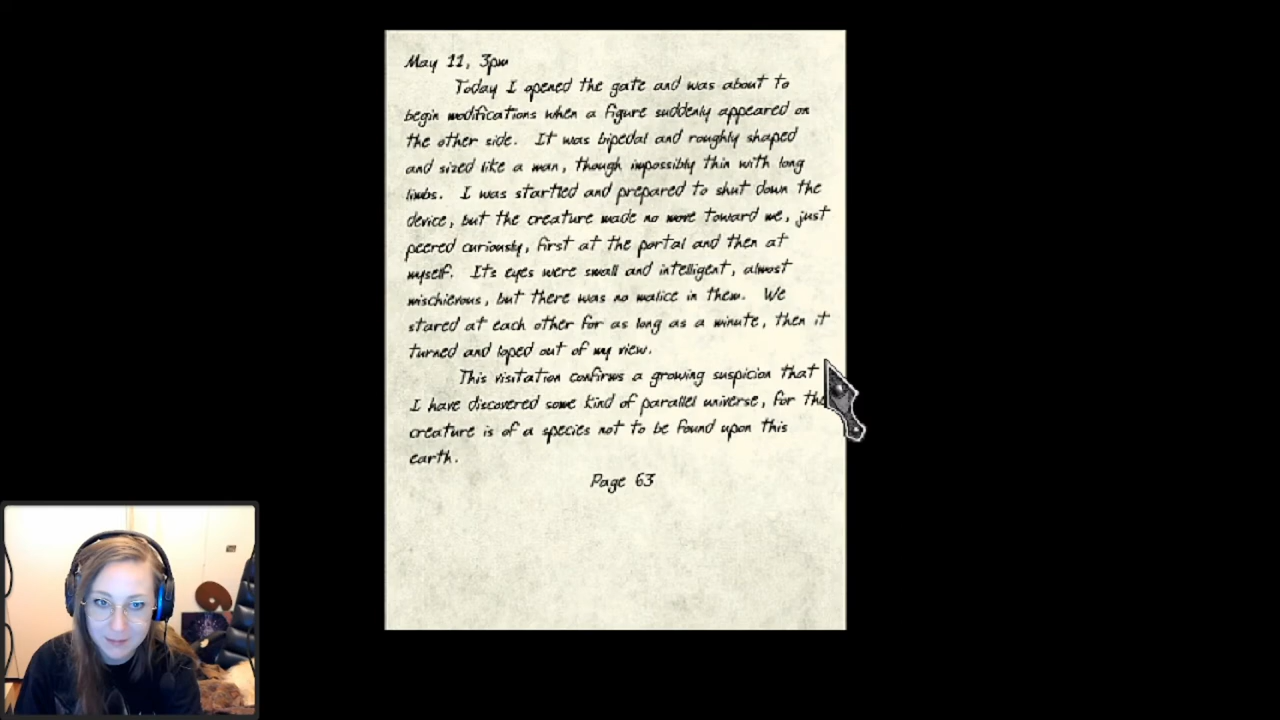 May 11, 3pm
Today I opened the gate and was about to
begin modifications when a figure suddenly appeared on
the other side. It was bipedal and roughly shaped
and sized like a man, though impossibly thin with long
limbs. I was startled and prepared to shut down the
device, but the creature made no move toward me, just
peered curiously, first at the portal and then at
myself. Its eyes were small and intelligent, almost
mischievous, but there was no malice in them. We
stared at each other for as long as a minute, then it
turned and loped out of my view.
This visitation confirms a growing suspicion that
I have discovered some kind of parallel universe, for the
creature is of a species not to be found upon this
earth.
Page 63